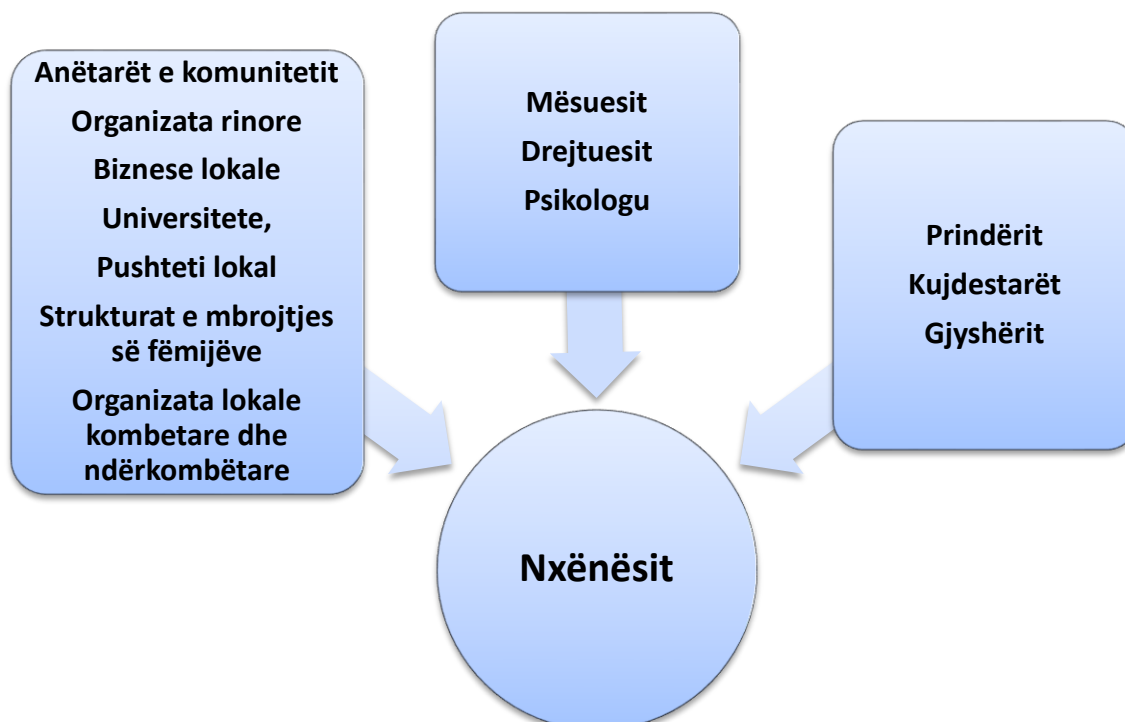 Anëtarët e komunitetit
Organizata rinore
Biznese lokale
Universitete,
Pushteti lokal
Strukturat e mbrojtjes
së fëmijëve
Organizata lokale
kombetare dhe
ndërkombëtare
Mësuesit
Drejtuesit
Psikologu
Prindërit
Kujdestarët
Gjyshërit
Nxënësit